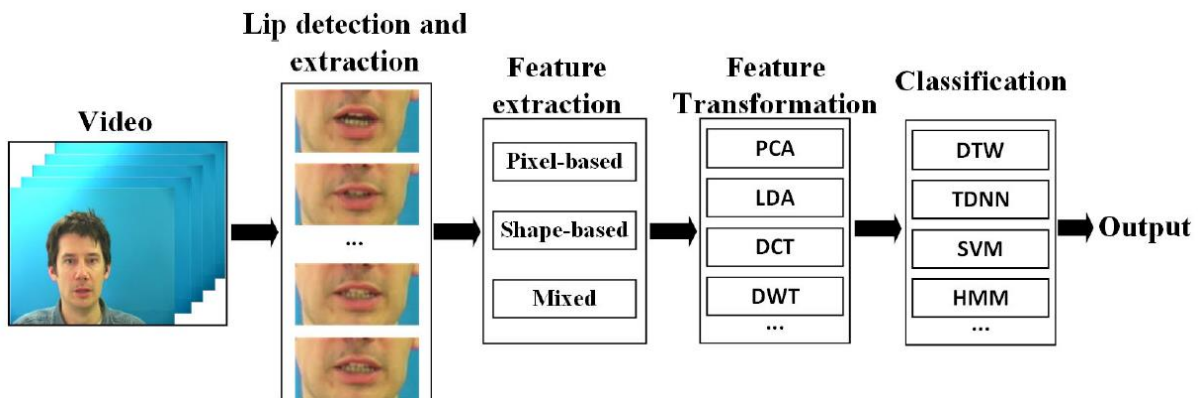 Video
Lip detection and
extraction
...
Feature
extraction
Pixel-based
Shape-based
Mixed
Feature
Transformation
PCA
LDA
DCT
DWT
...
Classification
DTW
TDNN
SVM
HMM
...
Output